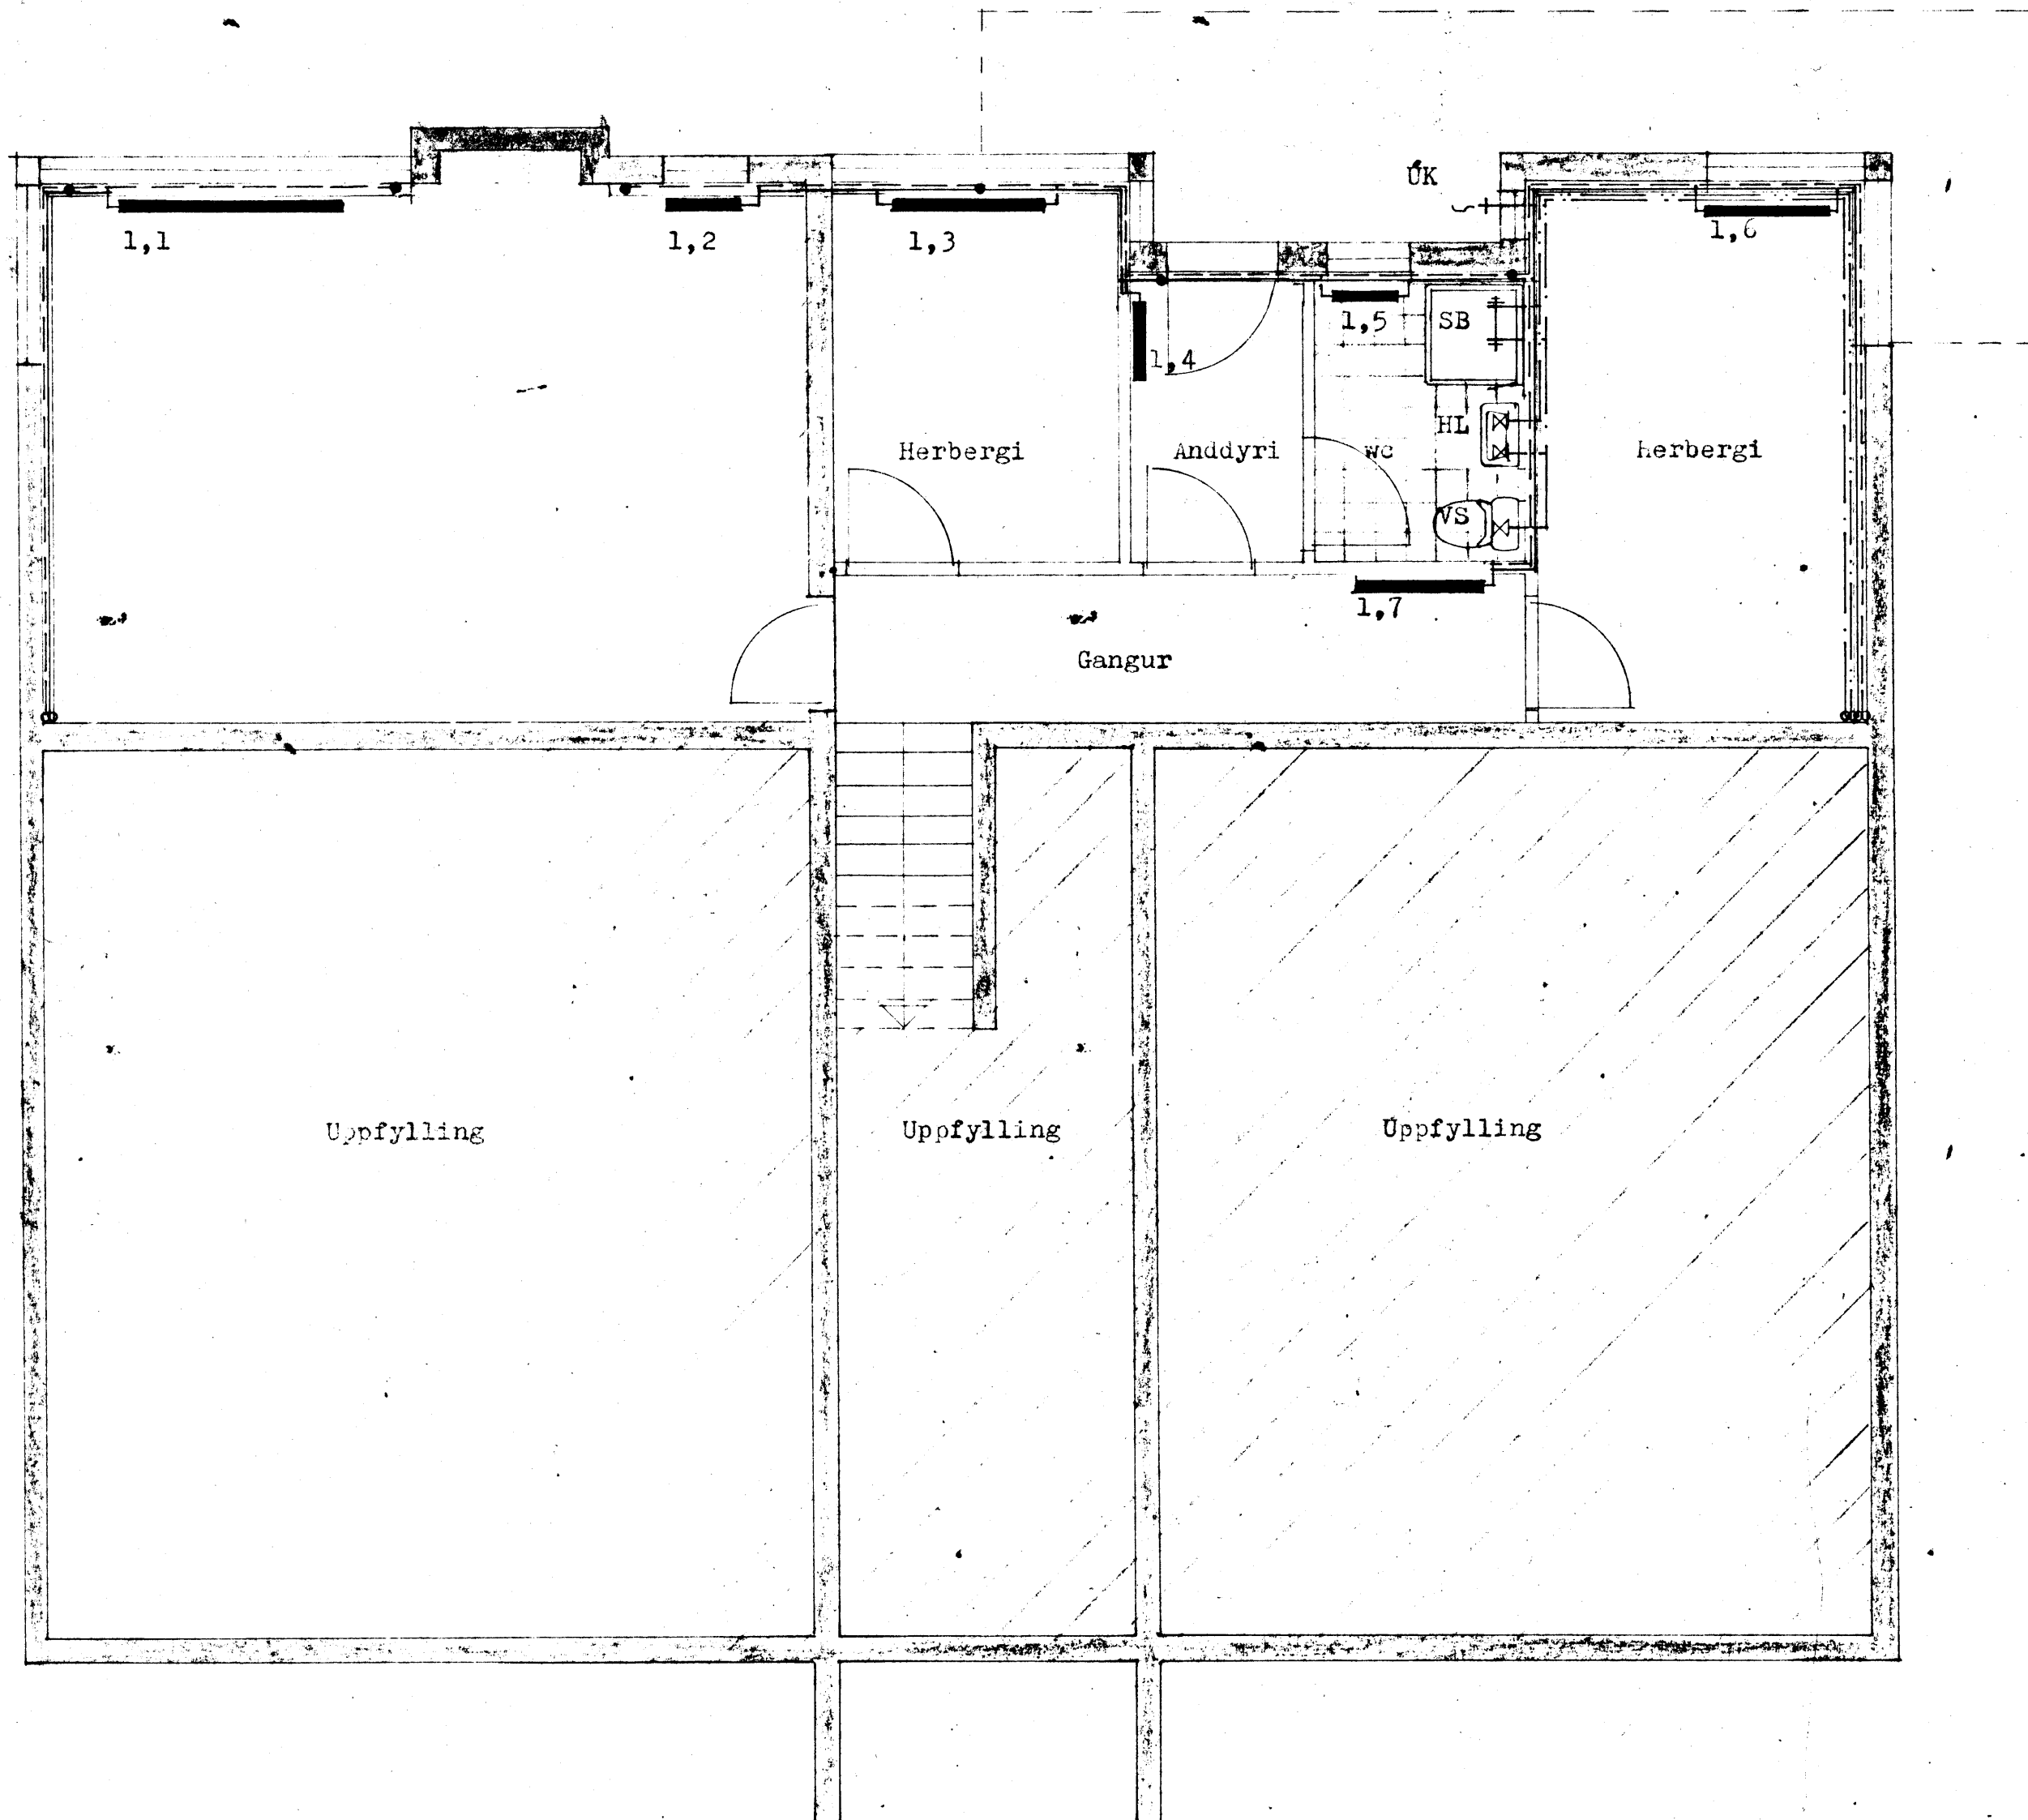 ÚK
1,1
1,2
1,3
1,6
1,5
SB
1,4
HL
Herbergi
Anddyri
WC
herbergi
VS
1,7
Gangur
Uppfylling
Uppfylling
Uppfylling